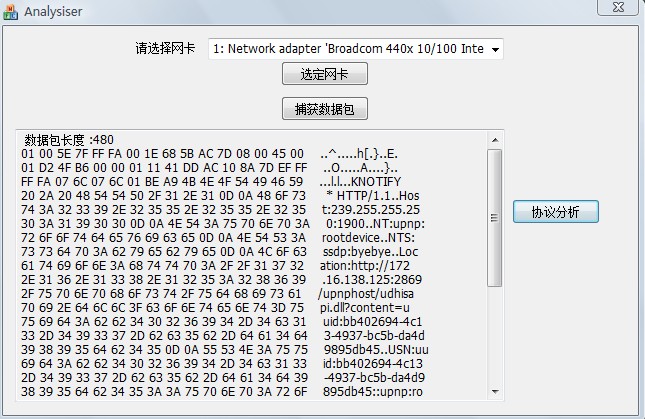 Analysiser
请选择网卡 1: Network adapter 'Broadcom 440x 10/100 Inte
选定网卡
捕获数据包
数据包长度 :480
01 00 5E 7F FF FA 00 1E 68 5B AC 7D 08 00 45 00 ..^.....h[.}..E.
01 D2 4F B6 00 00 01 11 41 DD AC 10 8A 7D EF FF ..O.....A....}..
FF FA 07 6C 07 6C 01 BE A9 4B 4E 4F 54 49 46 59 ...l.l...KNOTIFY
20 2A 20 48 54 54 50 2F 31 2E 31 0D 0A 48 6F 73 * HTTP/1.1..Hos
74 3A 32 33 39 2E 32 35 35 2E 32 35 35 2E 32 35 t:239.255.255.25
30 3A 31 39 30 30 0D 0A 4E 54 3A 75 70 6E 70 3A 0:1900..NT:upnp:
72 6F 6F 74 64 65 76 69 63 65 0D 0A 4E 54 53 3A rootdevice..NTS:
73 73 64 70 3A 62 79 65 62 79 65 0D 0A 4C 6F 63 ssdp:byebye..Loc
61 74 69 6F 6E 3A 68 74 74 70 3A 2F 2F 31 37 32 ation:http://172
2E 31 36 2E 31 33 38 2E 31 32 35 3A 32 38 36 39 .16.138.125:2869
2F 75 70 6E 70 68 6F 73 74 2F 75 64 68 69 73 61 /upnphost/udhisa
70 69 2E 64 6C 6C 3F 63 6F 6E 74 65 6E 74 3D 75 pi.dll?content=u
75 69 64 3A 62 62 34 30 32 36 39 34 2D 34 63 31 uid:bb402694-4c1
33 2D 34 39 33 37 2D 62 63 35 62 2D 64 61 34 64 3-4937-bc5b-da4d
39 38 39 35 64 62 34 35 0D 0A 55 53 4E 3A 75 75 9895db45..USN:uu
69 64 3A 62 62 34 30 32 36 39 34 2D 34 63 31 33 id:bb402694-4c13
2D 34 39 33 37 2D 62 63 35 62 2D 64 61 34 64 39 -4937-bc5b-da4d9
38 39 35 64 62 34 35 3A 3A 75 70 6E 70 3A 72 6F 895db45::upnp:ro
协议分析